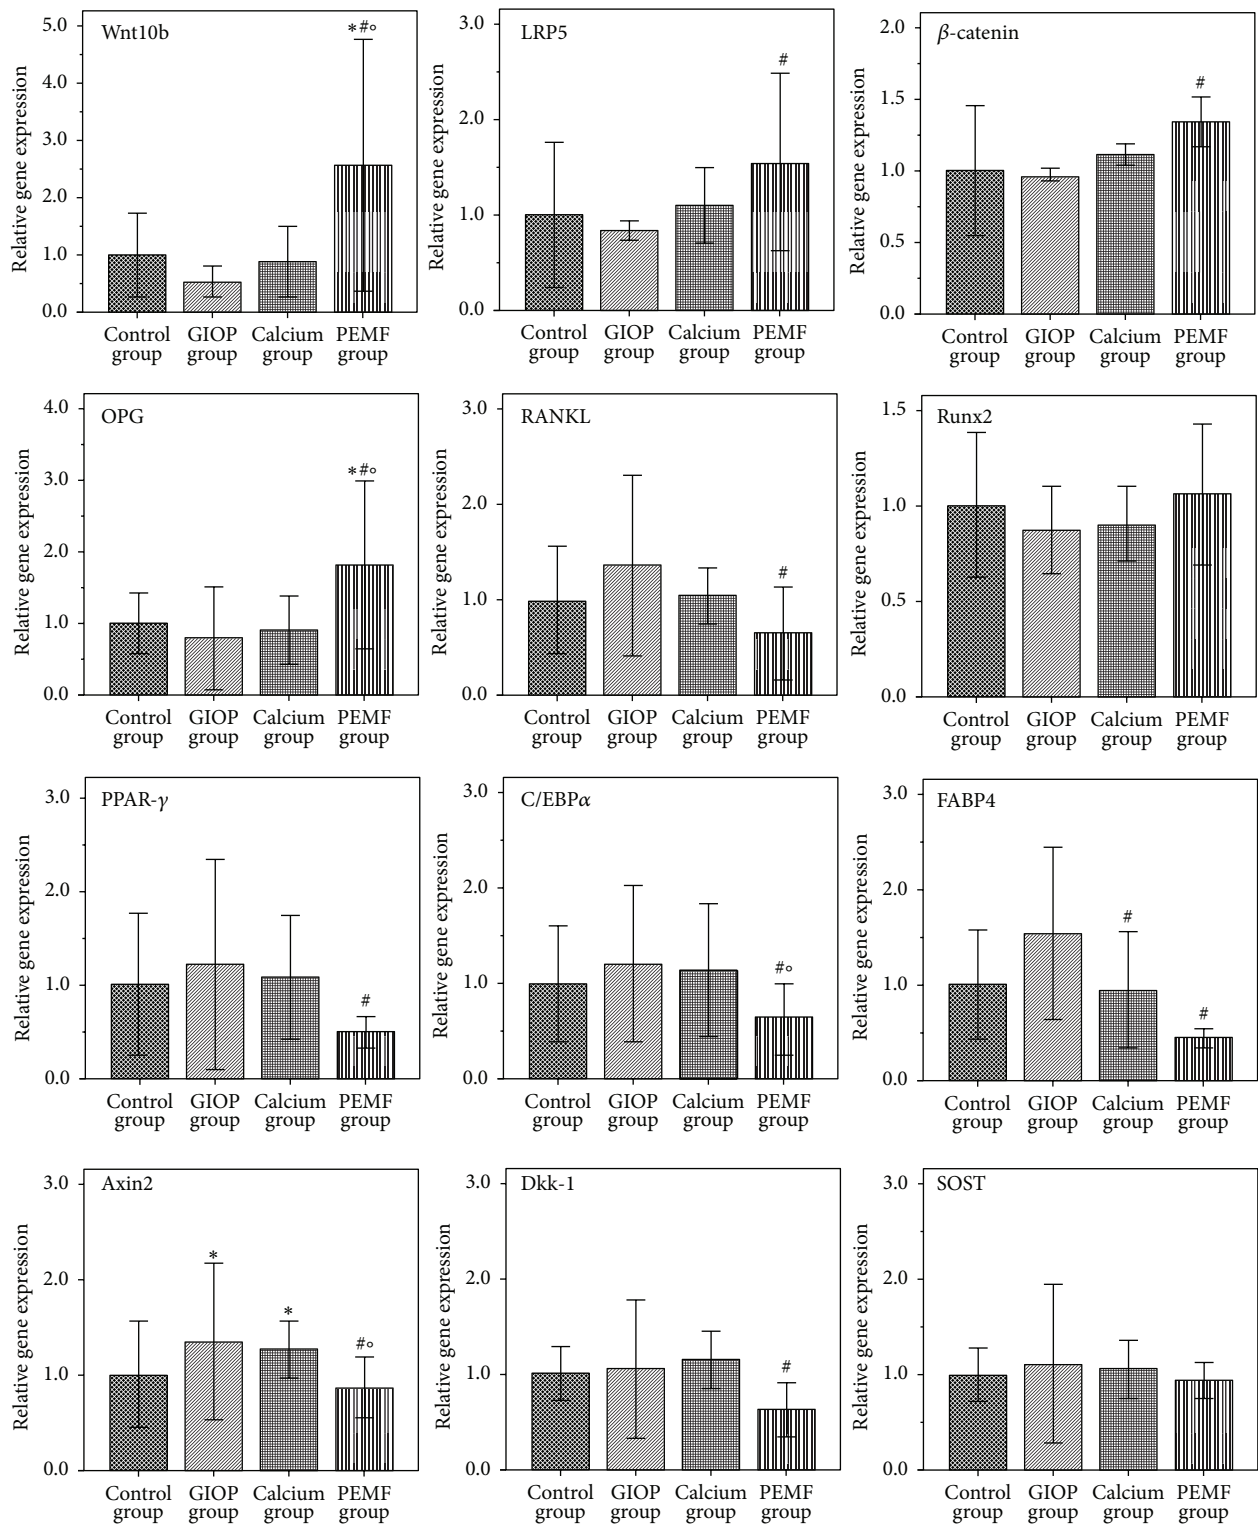 Wnt10b
Relative gene expression
5.0
4.0
3.0
2.0
1.0
0.0
*#∘
Control group
GIOP group
Calcium group
PEMF group
LRP5
Relative gene expression
3.0
2.0
1.0
0.0
#
Control group
GIOP group
Calcium group
PEMF group
β-catenin
Relative gene expression
2.0
1.5
1.0
0.5
0.0
#
Control group
GIOP group
Calcium group
PEMF group
OPG
Relative gene expression
4.0
3.0
2.0
1.0
0.0
*#∘
Control group
GIOP group
Calcium group
PEMF group
RANKL
Relative gene expression
3.0
2.0
1.0
0.0
#
Control group
GIOP group
Calcium group
PEMF group
Runx2
Relative gene expression
1.5
1.0
0.5
0.0
Control group
GIOP group
Calcium group
PEMF group
PPAR-γ
Relative gene expression
3.0
2.0
1.0
0.0
#
Control group
GIOP group
Calcium group
PEMF group
C/EBPα
Relative gene expression
3.0
2.0
1.0
0.0
#∘
Control group
GIOP group
Calcium group
PEMF group
FABP4
Relative gene expression
3.0
2.0
1.0
0.0
#
#
Control group
GIOP group
Calcium group
PEMF group
Axin2
Relative gene expression
3.0
2.0
1.0
0.0
*
*
#∘
Control group
GIOP group
Calcium group
PEMF group
Dkk-1
Relative gene expression
3.0
2.0
1.0
0.0
#
Control group
GIOP group
Calcium group
PEMF group
SOST
Relative gene expression
3.0
2.0
1.0
0.0
Control group
GIOP group
Calcium group
PEMF group